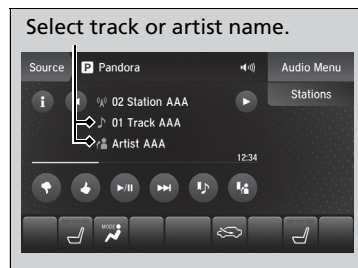 Select track or artist name.
Source P Pandora Audio Menu
Stations
i 02 Station AAA
01 Track AAA
Artist AAA
12:34
MODE